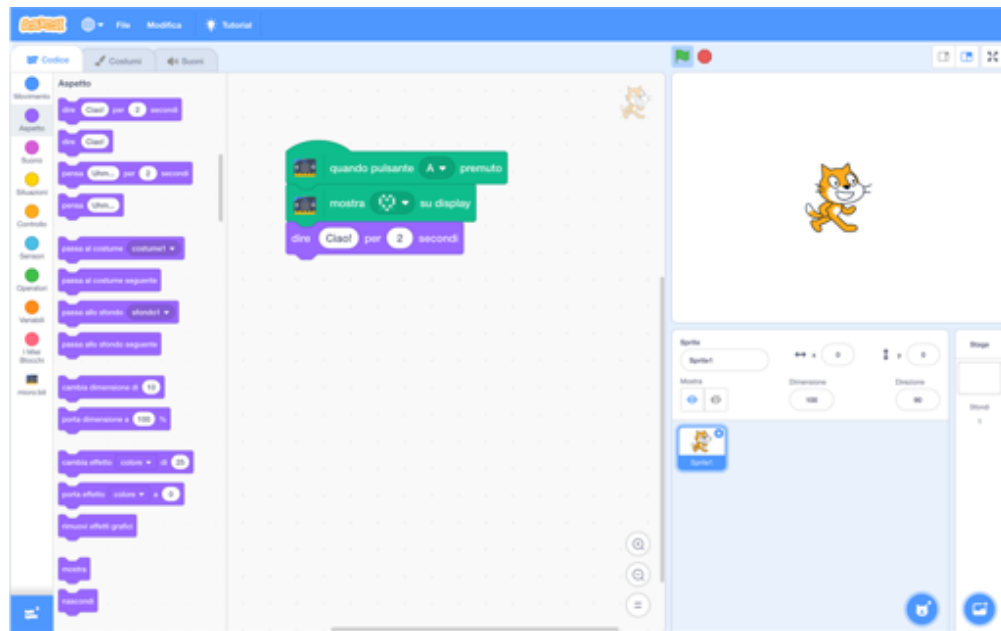 SCRATCH
File Modifica Tutorial
Codice Costumi Suoni
Movimento
Aspetto
Suono
Situazioni
Controllo
Sensori
Operatori
Variabili
I Miei
Blocchi
micro:bit
Aspetto
dire Ciao! per 2 secondi
dire Ciao!
pensa Uhm... per 2 secondi
pensa Uhm...
passa al costume costume1
passa al costume seguente
passa allo sfondo sfondo1
passa allo sfondo seguente
cambia dimensione di 10
porta dimensione a 100 %
cambia effetto colore di 25
porta effetto colore a 0
rimuovi effetti grafici
mostra
nascondi
quando pulsante A premuto
mostra su display
dire Ciao! per 2 secondi
Sprite
Sprite1 x 0 y 0
Mostra Dimensione Direzione
100 90
Sprite1
Stage
Sfondi
1